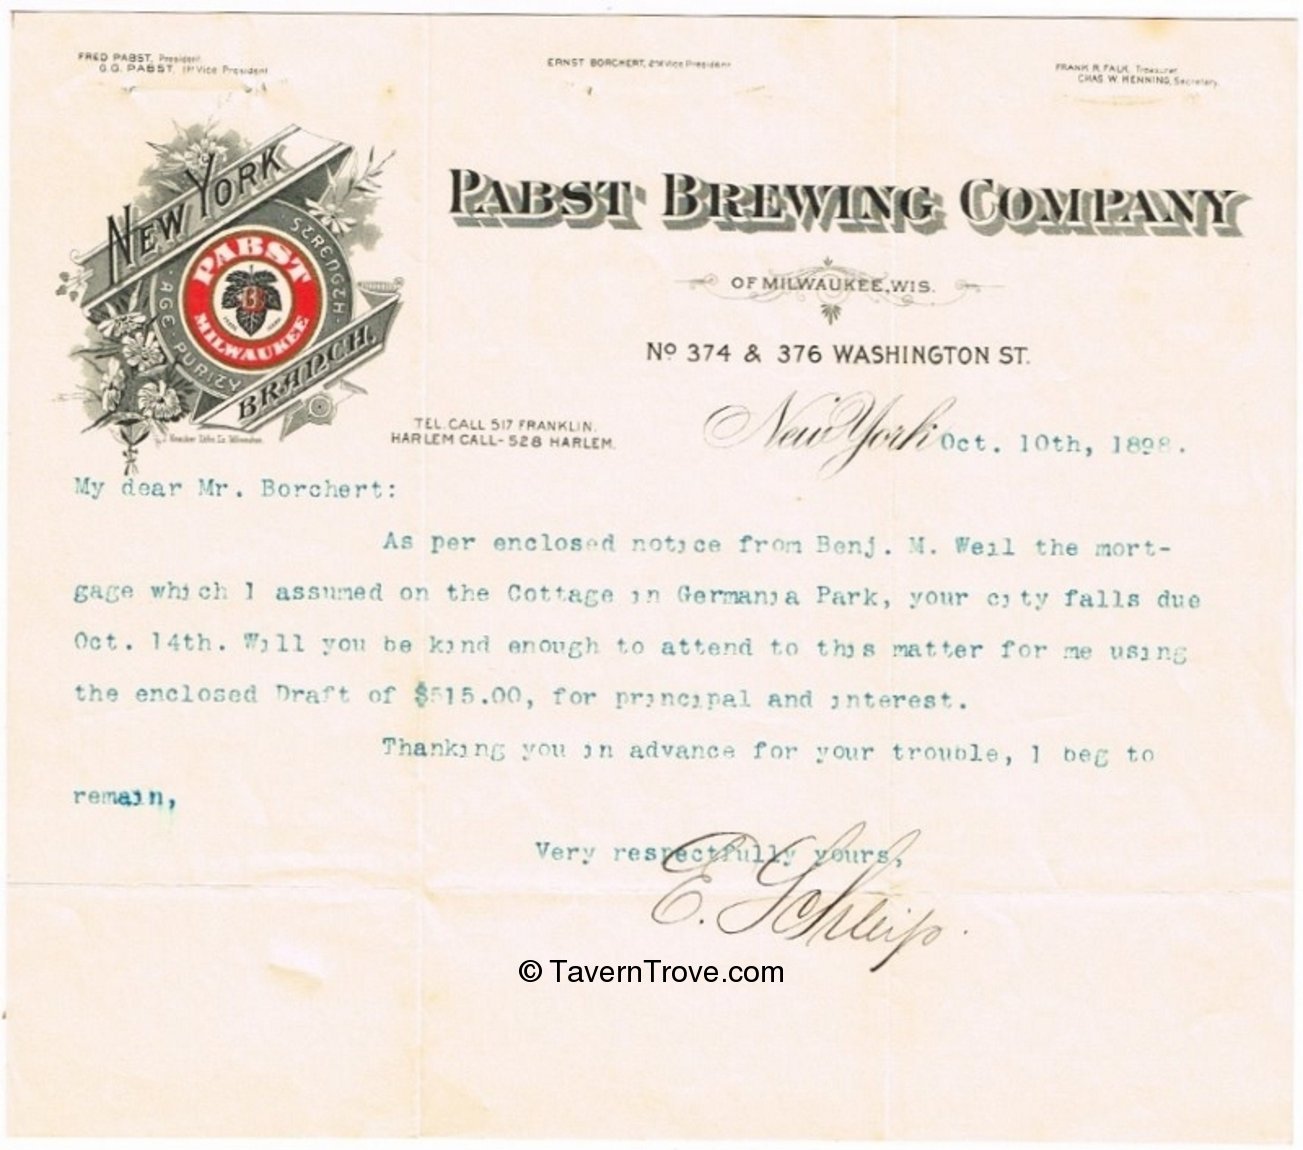 FRED PABST, President.
G.G. PABST, 1st Vice President
ERNST BORCHERT, 2nd Vice President
FRANK R. FALK, Treasurer
CHAS W. HENNING, Secretary.
NEW YORK
STRENGTH · AGE · PURITY
PABST
B
MILWAUKEE
BRANCH.
PABST BREWING COMPANY
OF MILWAUKEE, WIS.
No 374 & 376 WASHINGTON ST.
TEL. CALL 517 FRANKLIN.
HARLEM CALL - 528 HARLEM.
New York Oct. 10th, 1898.
My dear Mr. Borchert:
As per enclosed notice from Benj. M. Weil the mort-
gage which I assumed on the Cottage in Germania Park, your city falls due
Oct. 14th. Will you be kind enough to attend to this matter for me using
the enclosed Draft of $515.00, for principal and interest.
Thanking you in advance for your trouble, I beg to
remain,
Very respectfully yours,
E. Schleip.
© TavernTrove.com